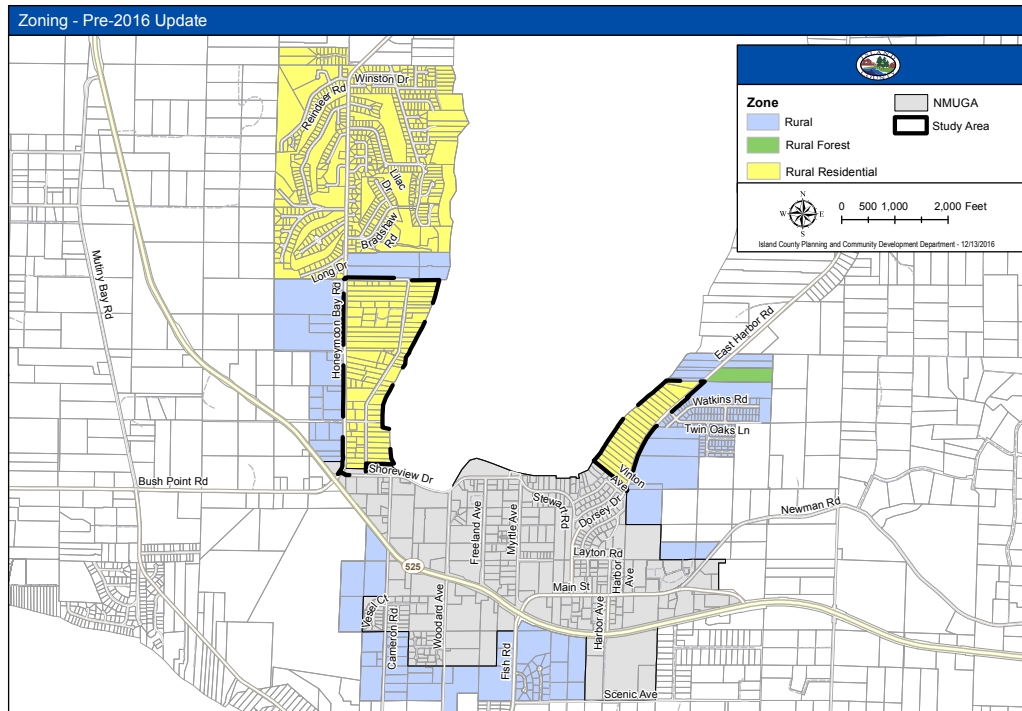 Zoning - Pre-2016 Update
Zone
Rural
Rural Forest
Rural Residential
NMUGA
Study Area
N
W
E
S
0 500 1,000 2,000 Feet
Island County Planning and Community Development Department - 12/13/2016
Winston Dr
Reindeer Rd
Lilac
Dr
Bradshaw
Rd
Long Dr
Mutiny Bay Rd
Honeymoon Bay Rd
East Harbor Rd
Watkins Rd
Twin Oaks Ln
Vinton
Ave
Shoreview Dr
Bush Point Rd
Stewart Rd
Dorsey Dr
Newman Rd
Freeland Ave
Myrtle Ave
Layton Rd
Harbor
Ave
525
Main St
Vesel Ct
Cameron Rd
Woodard Ave
Fish Rd
Harbor Ave
Scenic Ave